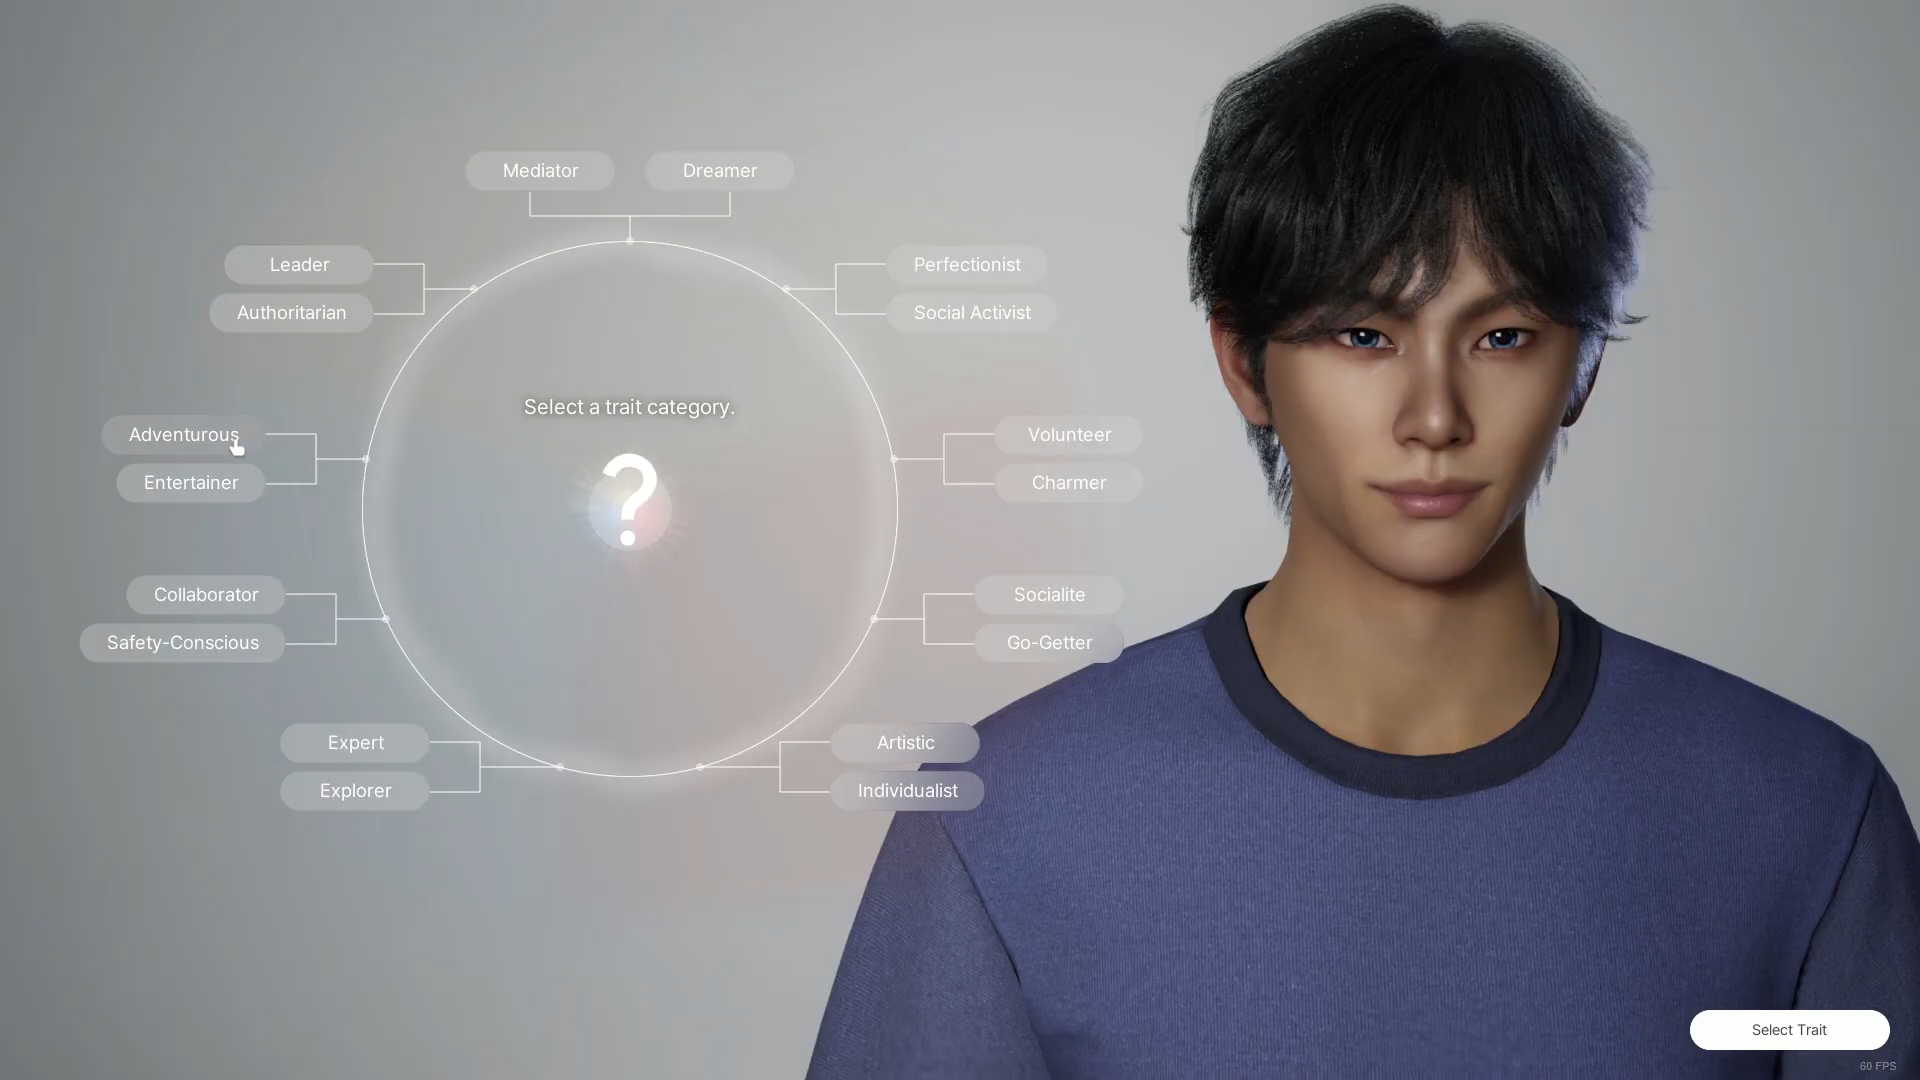 Mediator
Dreamer
Leader
Authoritarian
Perfectionist
Social Activist
Select a trait category.
?
Adventurous
Entertainer
Volunteer
Charmer
Collaborator
Safety-Conscious
Socialite
Go-Getter
Expert
Explorer
Artistic
Individualist
Select Trait
60 FPS